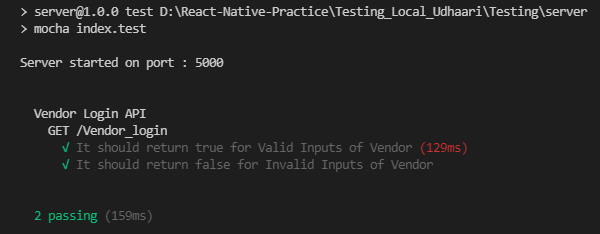 > server@1.0.0 test D:\React-Native-Practice\Testing_Local_Udhaari\Testing\server
> mocha index.test
Server started on port : 5000
Vendor Login API
GET /Vendor_login
√ It should return true for Valid Inputs of Vendor (129ms)
√ It should return false for Invalid Inputs of Vendor
2 passing (159ms)